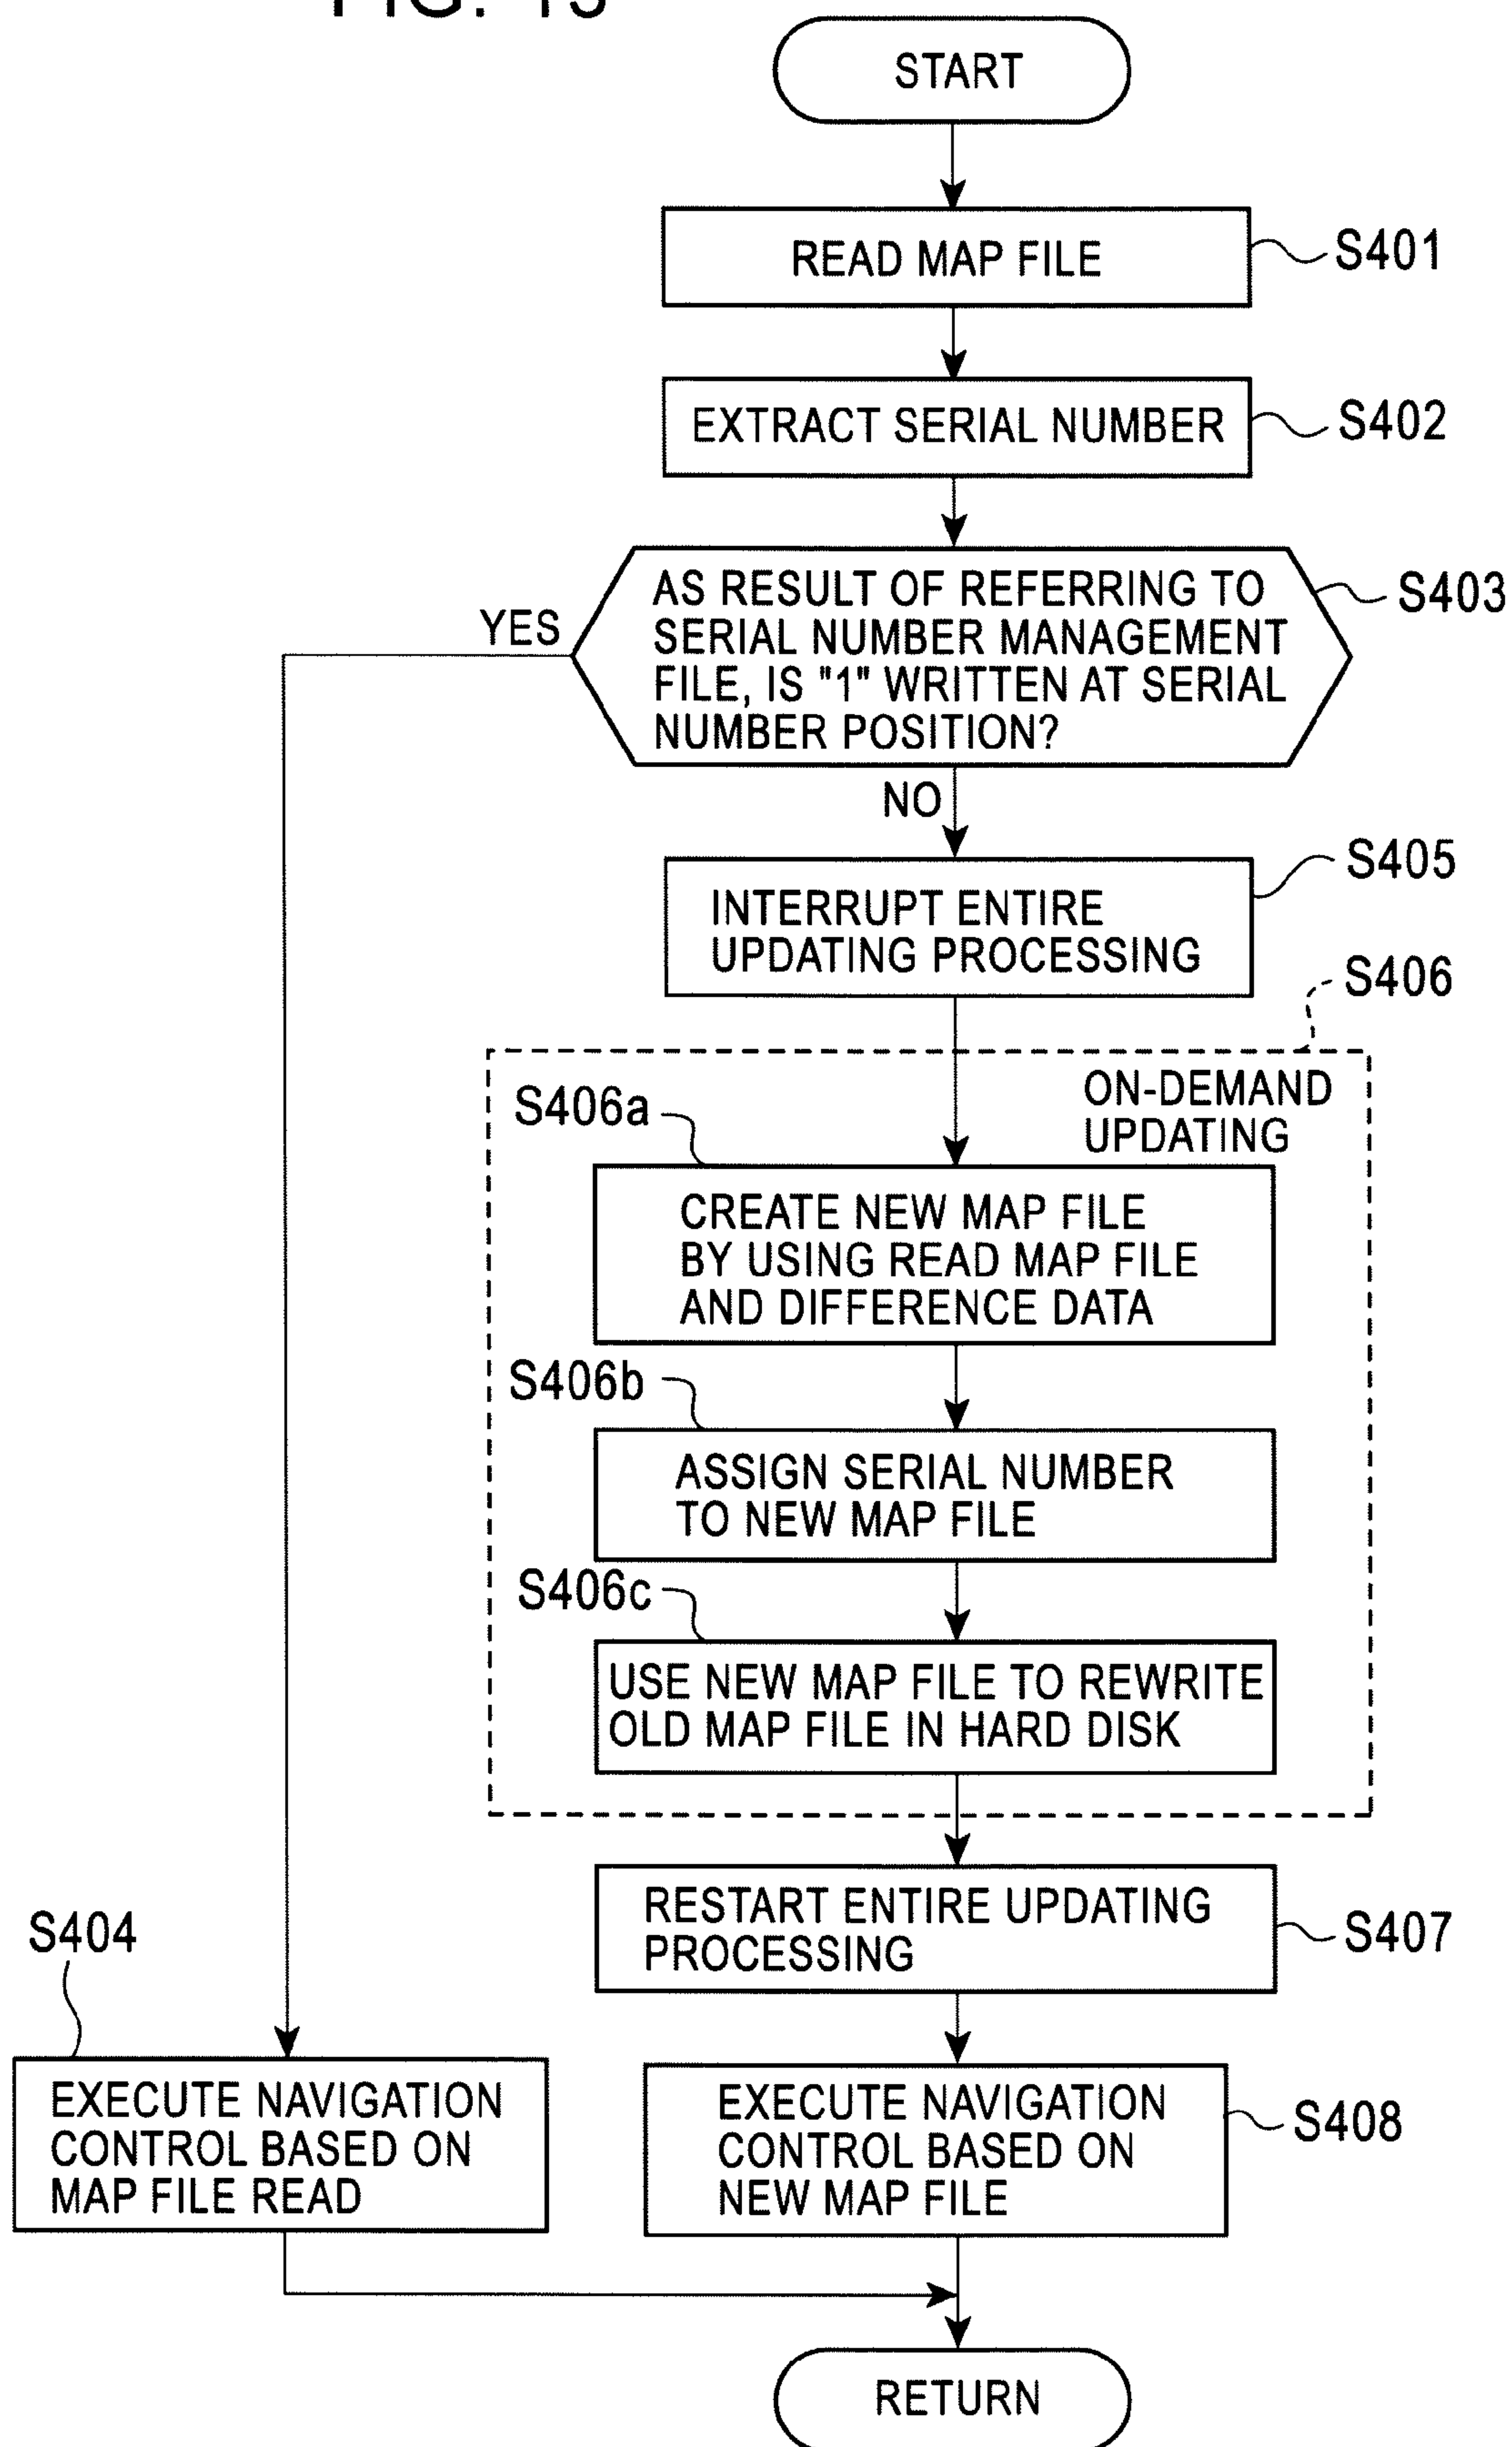 FIG. 13
START
READ MAP FILE
S401
EXTRACT SERIAL NUMBER
S402
AS RESULT OF REFERRING TO
SERIAL NUMBER MANAGEMENT
FILE, IS "1" WRITTEN AT SERIAL
NUMBER POSITION?
S403
YES
NO
S405
INTERRUPT ENTIRE
UPDATING PROCESSING
S406
ON-DEMAND
UPDATING
S406a
CREATE NEW MAP FILE
BY USING READ MAP FILE
AND DIFFERENCE DATA
S406b
ASSIGN SERIAL NUMBER
TO NEW MAP FILE
S406c
USE NEW MAP FILE TO REWRITE
OLD MAP FILE IN HARD DISK
RESTART ENTIRE UPDATING
PROCESSING
S407
S404
EXECUTE NAVIGATION
CONTROL BASED ON
MAP FILE READ
EXECUTE NAVIGATION
CONTROL BASED ON
NEW MAP FILE
S408
RETURN